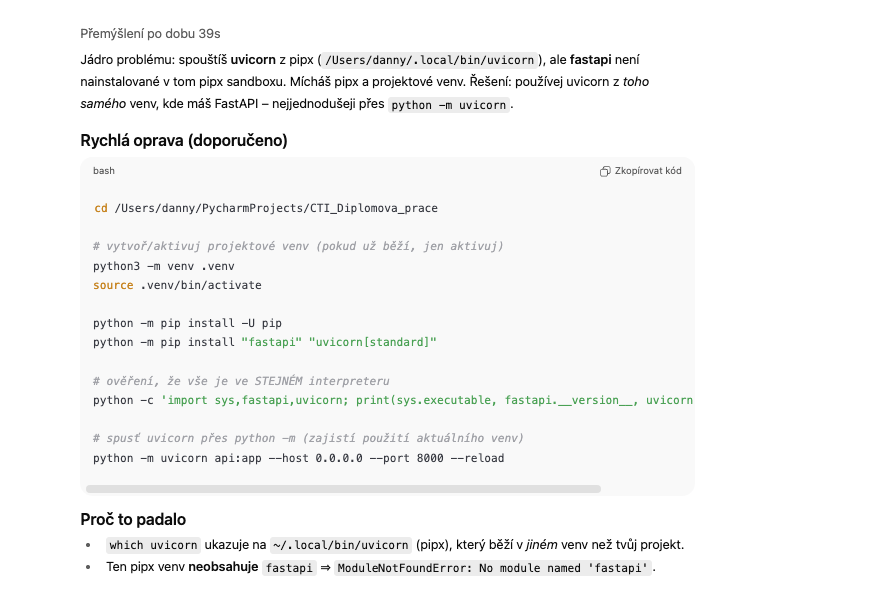 Přemýšlení po dobu 39s
Jádro problému: spouštíš uvicorn z pipx ( /Users/danny/.local/bin/uvicorn ), ale fastapi není
nainstalované v tom pipx sandboxu. Mícháš pipx a projektové venv. Řešení: používej uvicorn z toho
samého venv, kde máš FastAPI – nejjednodušeji přes python -m uvicorn .
Rychlá oprava (doporučeno)
bash
Zkopírovat kód
cd /Users/danny/PycharmProjects/CTI_Diplomova_prace
# vytvoř/aktivuj projektové venv (pokud už běží, jen aktivuj)
python3 -m venv .venv
source .venv/bin/activate
python -m pip install -U pip
python -m pip install "fastapi" "uvicorn[standard]"
# ověření, že vše je ve STEJNÉM interpreteru
python -c 'import sys,fastapi,uvicorn; print(sys.executable, fastapi.__version__, uvicorn
# spusť uvicorn přes python -m (zajistí použití aktuálního venv)
python -m uvicorn api:app --host 0.0.0.0 --port 8000 --reload
Proč to padalo
• which uvicorn ukazuje na ~/.local/bin/uvicorn (pipx), který běží v jiném venv než tvůj projekt.
• Ten pipx venv neobsahuje fastapi ⇒ ModuleNotFoundError: No module named 'fastapi' .